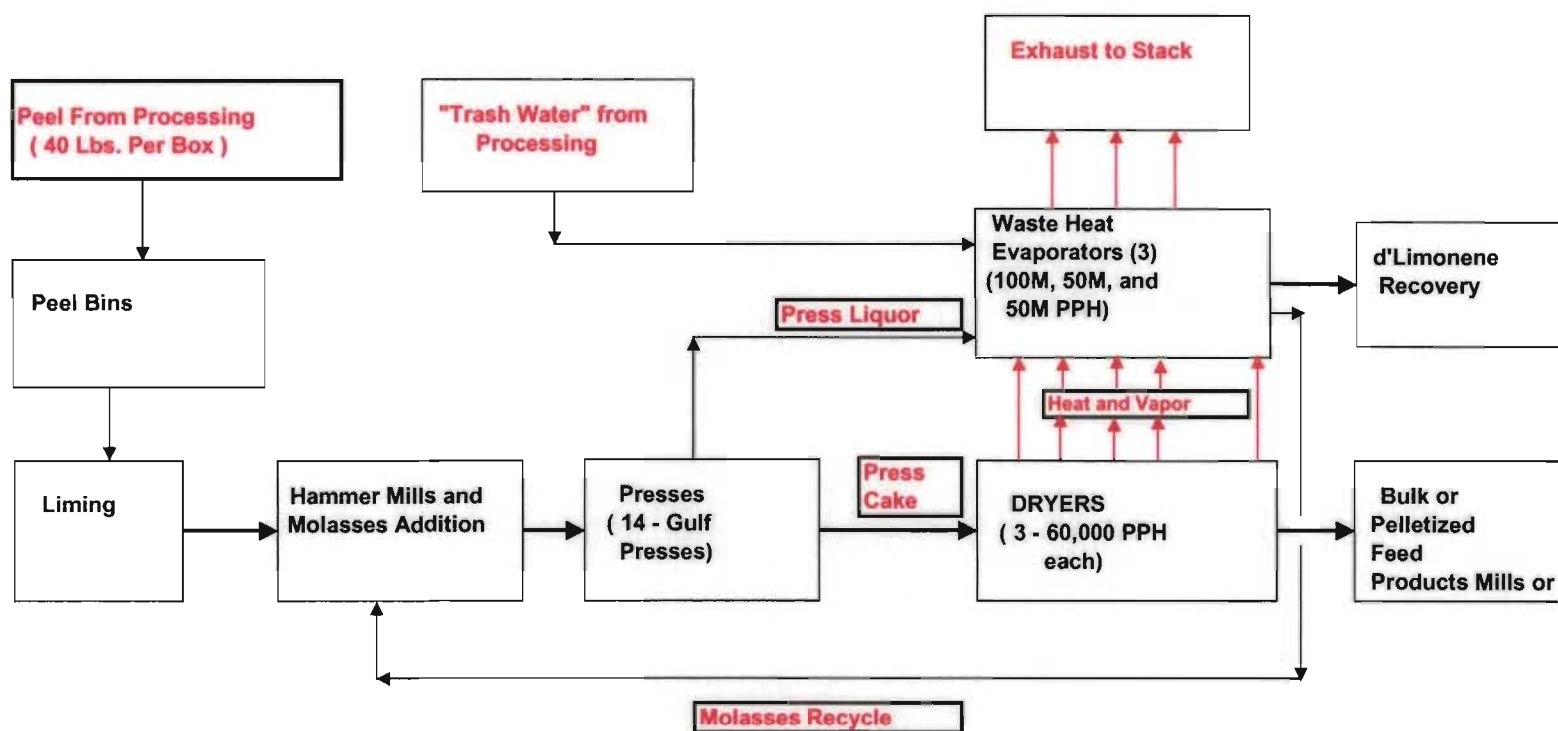 Exhaust to Stack
Peel From Processing
( 40 Lbs. Per Box )
"Trash Water" from
Processing
Waste Heat
Evaporators (3)
(100M, 50M, and
50M PPH)
d'Limonene
Recovery
Peel Bins
Press Liquor
Heat and Vapor
Liming
Hammer Mills and
Molasses Addition
Presses
( 14 - Gulf
Presses)
Press
Cake
DRYERS
( 3 - 60,000 PPH
each)
Bulk or
Pelletized
Feed
Products Mills or
Molasses Recycle